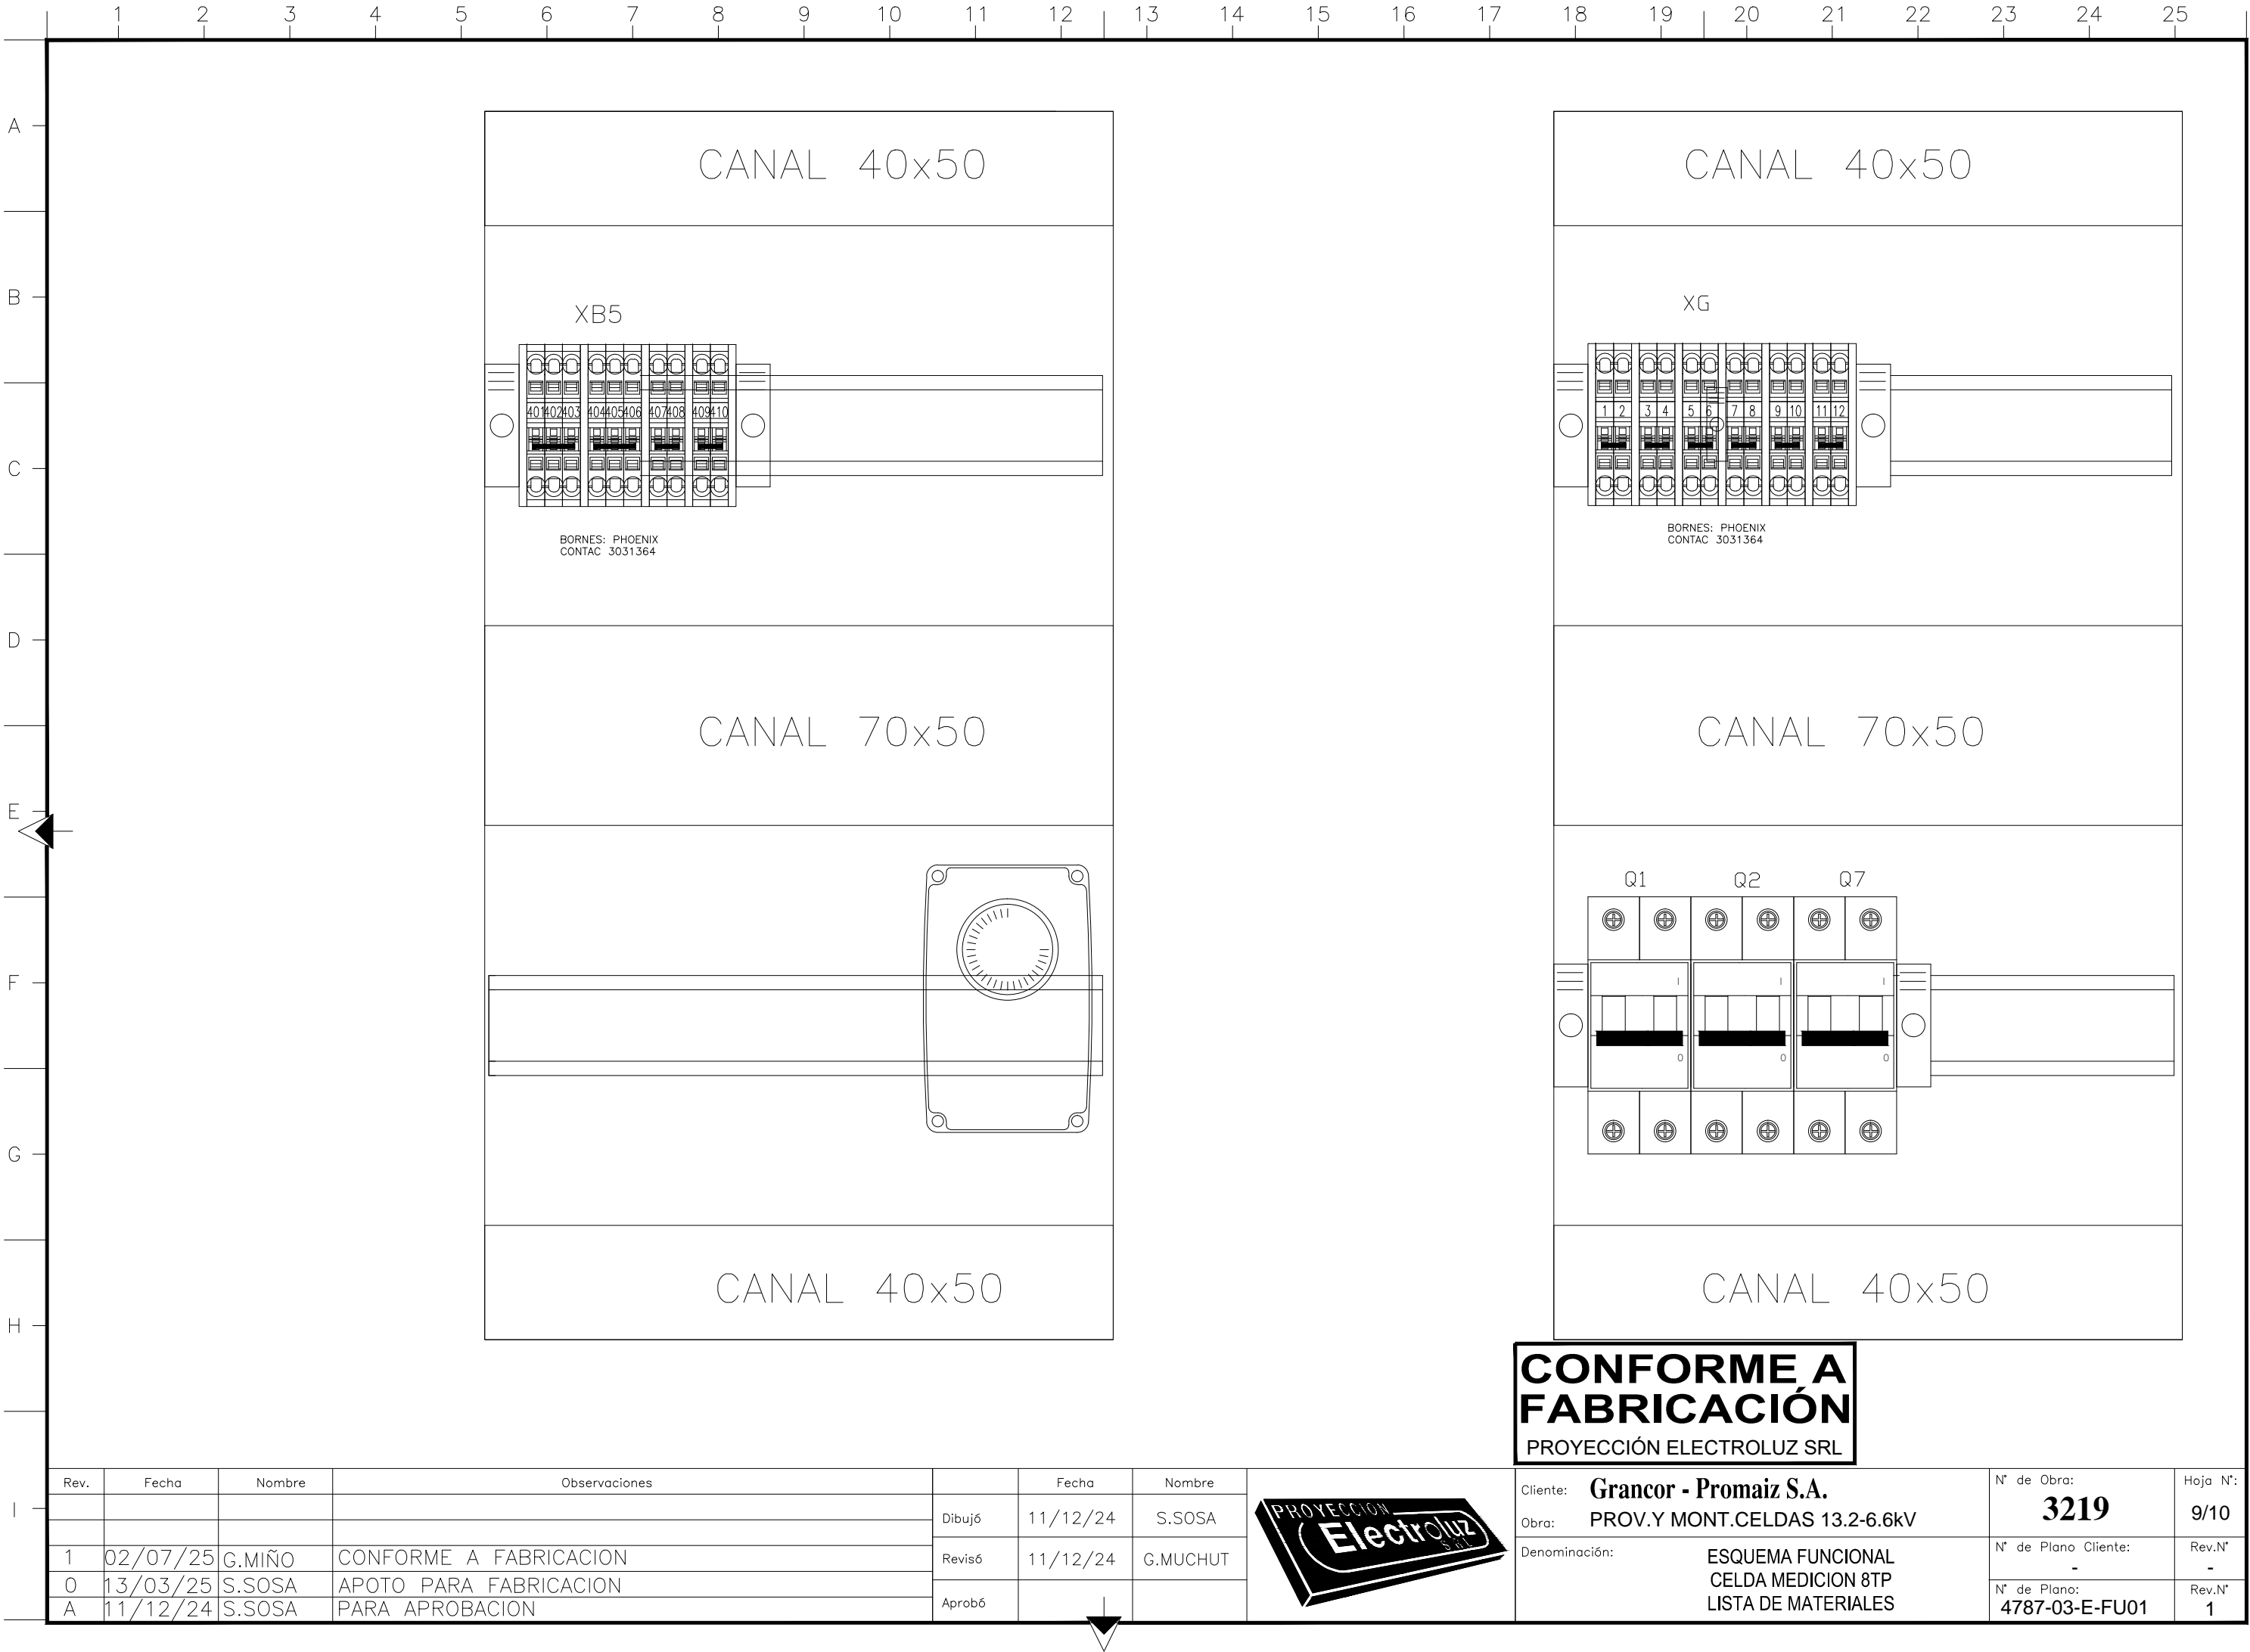 1 2 3 4 5 6 7 8 9 10 11 12 13 14 15 16 17 18 19 20 21 22 23 24 25
A
B
C
D
E
F
G
H
I
CANAL 40x50
XB5
401 402 403 404 405 406 407 408 409 410
BORNES: PHOENIX
CONTAC 3031364
CANAL 70x50
CANAL 40x50
CANAL 40x50
XG
1 2 3 4 5 6 7 8 9 10 11 12
BORNES: PHOENIX
CONTAC 3031364
CANAL 70x50
Q1 Q2 Q7
I I I
0 0 0
CANAL 40x50
CONFORME A
FABRICACIÓN
PROYECCIÓN ELECTROLUZ SRL
Rev. Fecha Nombre Observaciones
1 02/07/25 G.MIÑO CONFORME A FABRICACION
0 13/03/25 S.SOSA APOTO PARA FABRICACION
A 11/12/24 S.SOSA PARA APROBACION
Fecha Nombre
Dibujó 11/12/24 S.SOSA
Revisó 11/12/24 G.MUCHUT
Aprobó
PROYECCION
Electroluz
SRL
Cliente: Grancor - Promaiz S.A.
Obra: PROV.Y MONT.CELDAS 13.2-6.6kV
Denominación: ESQUEMA FUNCIONAL
CELDA MEDICION 8TP
LISTA DE MATERIALES
N° de Obra:
3219
Hoja N°:
9/10
N° de Plano Cliente:
-
Rev.N°
-
N° de Plano:
4787-03-E-FU01
Rev.N°
1